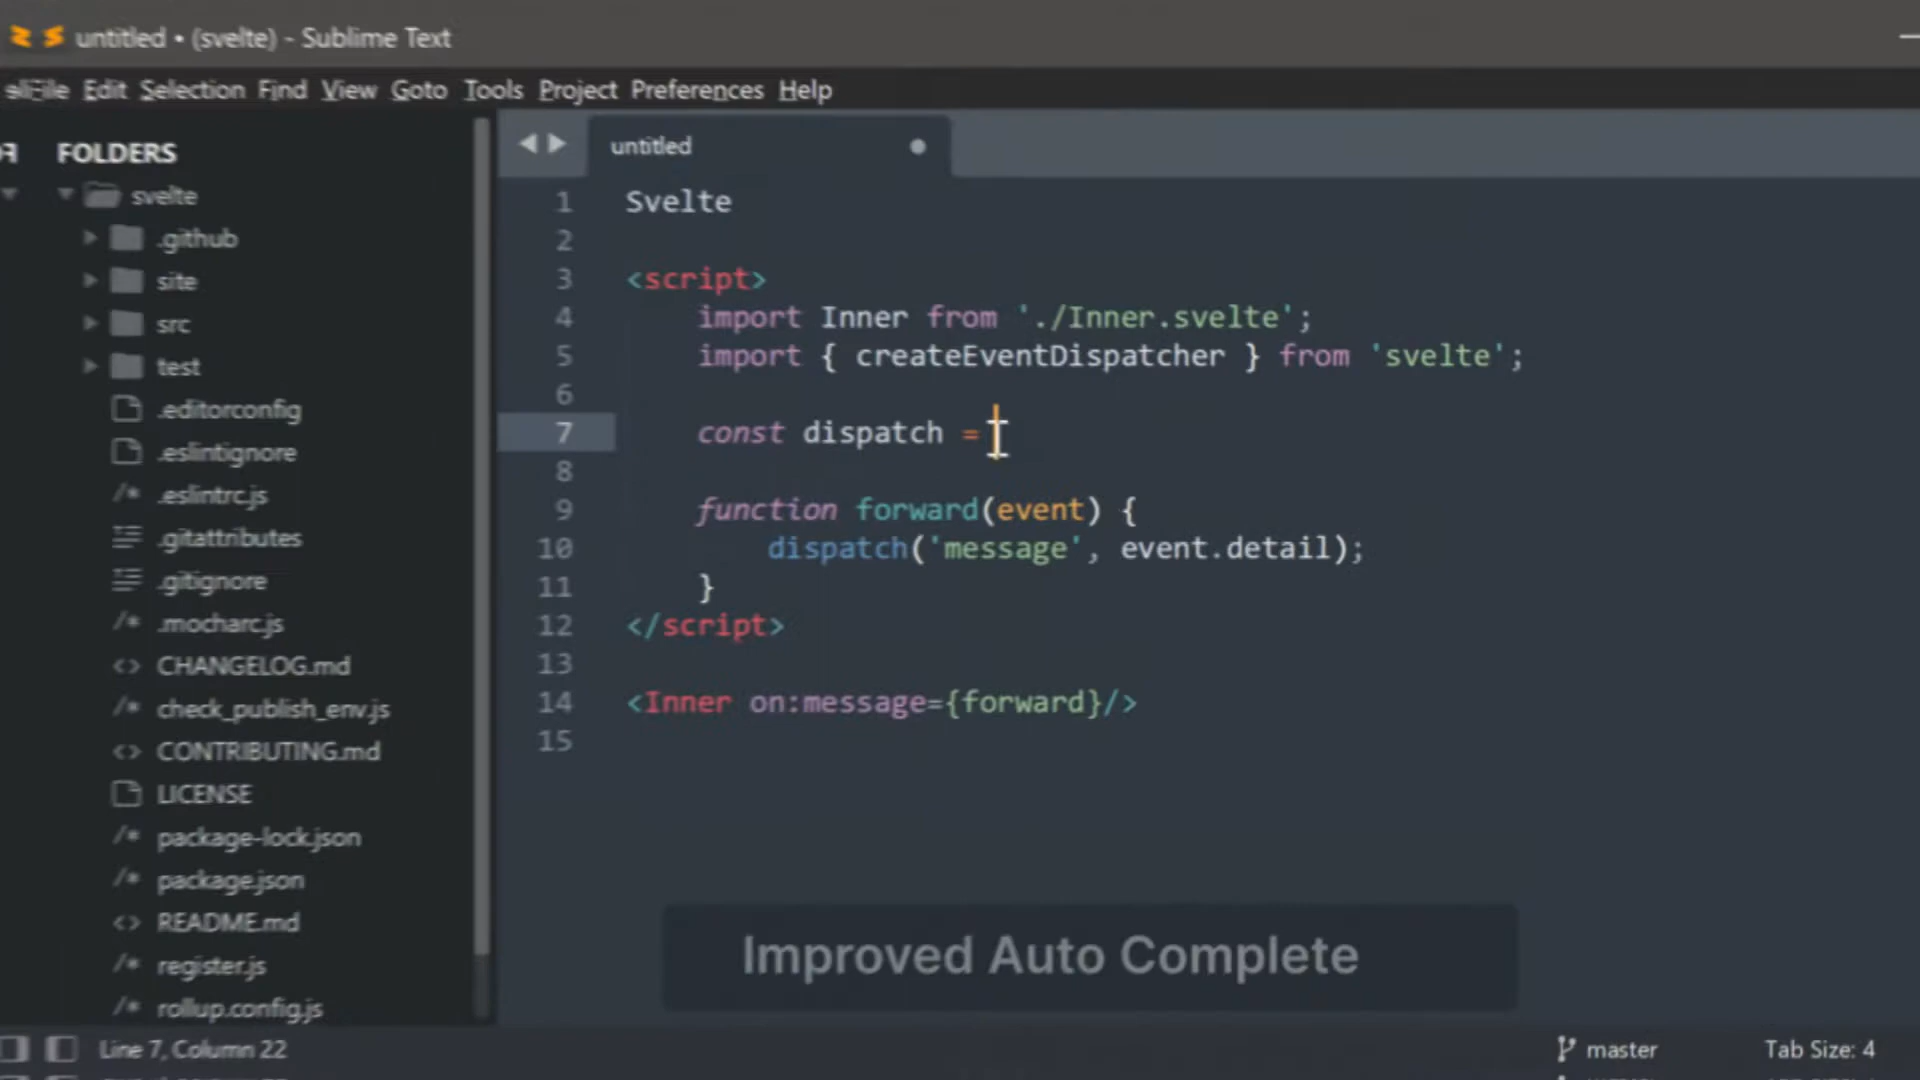 untitled • (svelte) - Sublime Text
File Edit Selection Find View Goto Tools Project Preferences Help
FOLDERS
svelte
.github
site
src
test
.editorconfig
.eslintignore
.eslintrc.js
.gitattributes
.gitignore
.mocharc.js
CHANGELOG.md
check_publish_env.js
CONTRIBUTING.md
LICENSE
package-lock.json
package.json
README.md
register.js
rollup.config.js
untitled
1 Svelte
2
3 <script>
4 import Inner from './Inner.svelte';
5 import { createEventDispatcher } from 'svelte';
6
7 const dispatch =
8
9 function forward(event) {
10 dispatch('message', event.detail);
11 }
12 </script>
13
14 <Inner on:message={forward}/>
15
Improved Auto Complete
Line 7, Column 22
master
Tab Size: 4